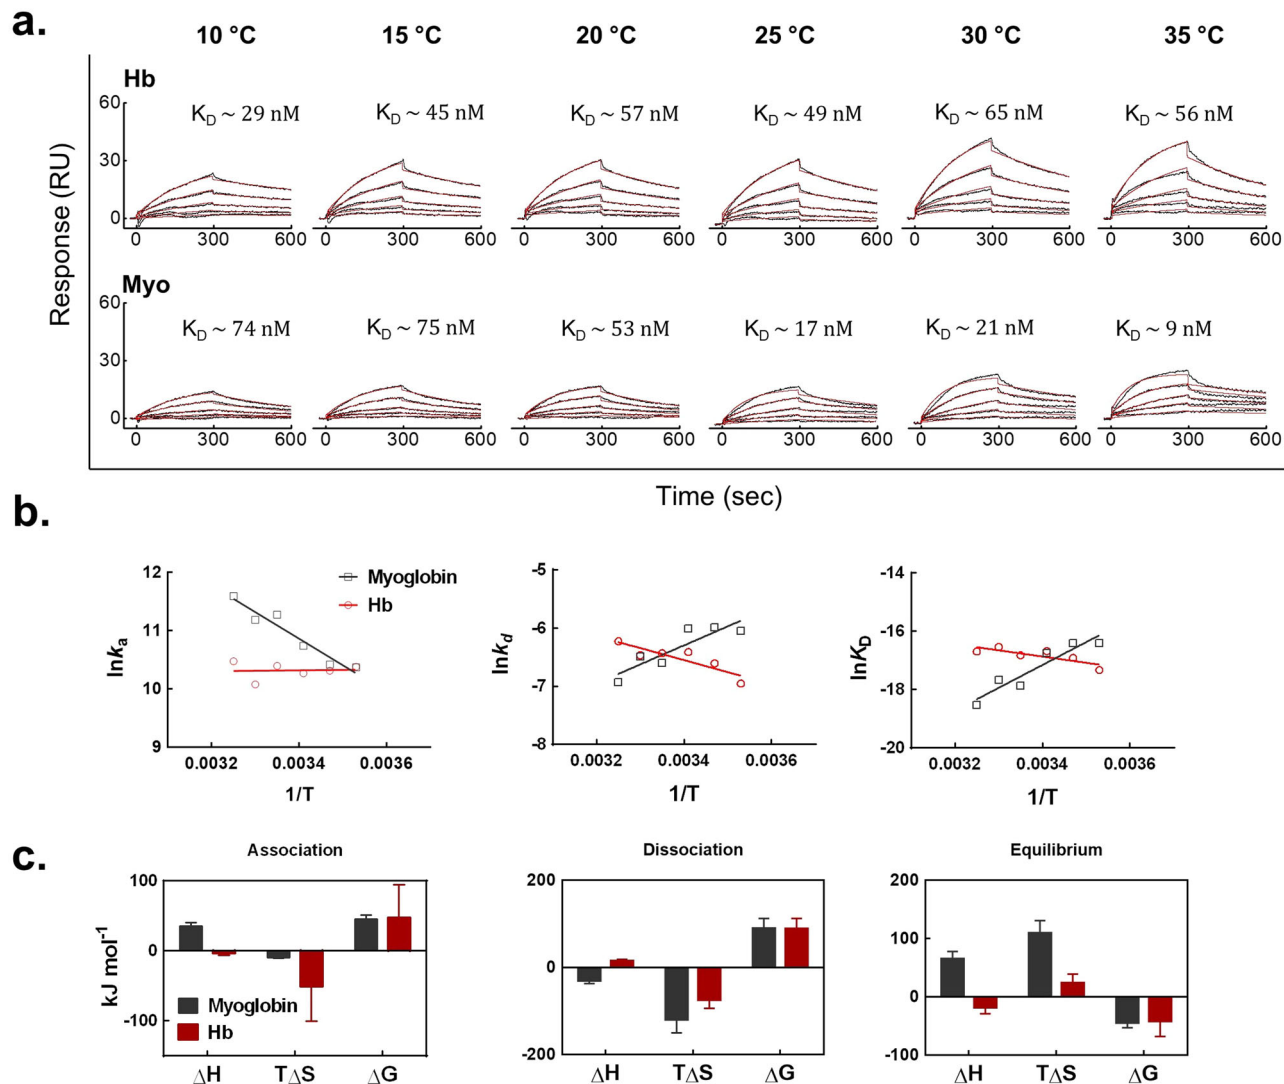 a.
10 °C 15 °C 20 °C 25 °C 30 °C 35 °C
Hb
K_D ~ 29 nM K_D ~ 45 nM K_D ~ 57 nM K_D ~ 49 nM K_D ~ 65 nM K_D ~ 56 nM
60
30
0
0 300 600 0 300 600 0 300 600 0 300 600 0 300 600 0 300 600
Response (RU)
Myo
K_D ~ 74 nM K_D ~ 75 nM K_D ~ 53 nM K_D ~ 17 nM K_D ~ 21 nM K_D ~ 9 nM
60
30
0
0 300 600 0 300 600 0 300 600 0 300 600 0 300 600 0 300 600
Time (sec)
b.
lnk_a
12
11
10
9
Myoglobin
Hb
0.0032 0.0034 0.0036
1/T
lnk_d
-5
-6
-7
-8
0.0032 0.0034 0.0036
1/T
lnK_D
-14
-16
-18
-20
0.0032 0.0034 0.0036
1/T
c.
Association
kJ mol⁻¹
100
0
-100
Myoglobin
Hb
ΔH TΔS ΔG
Dissociation
200
0
-200
ΔH TΔS ΔG
Equilibrium
200
100
0
-100
ΔH TΔS ΔG